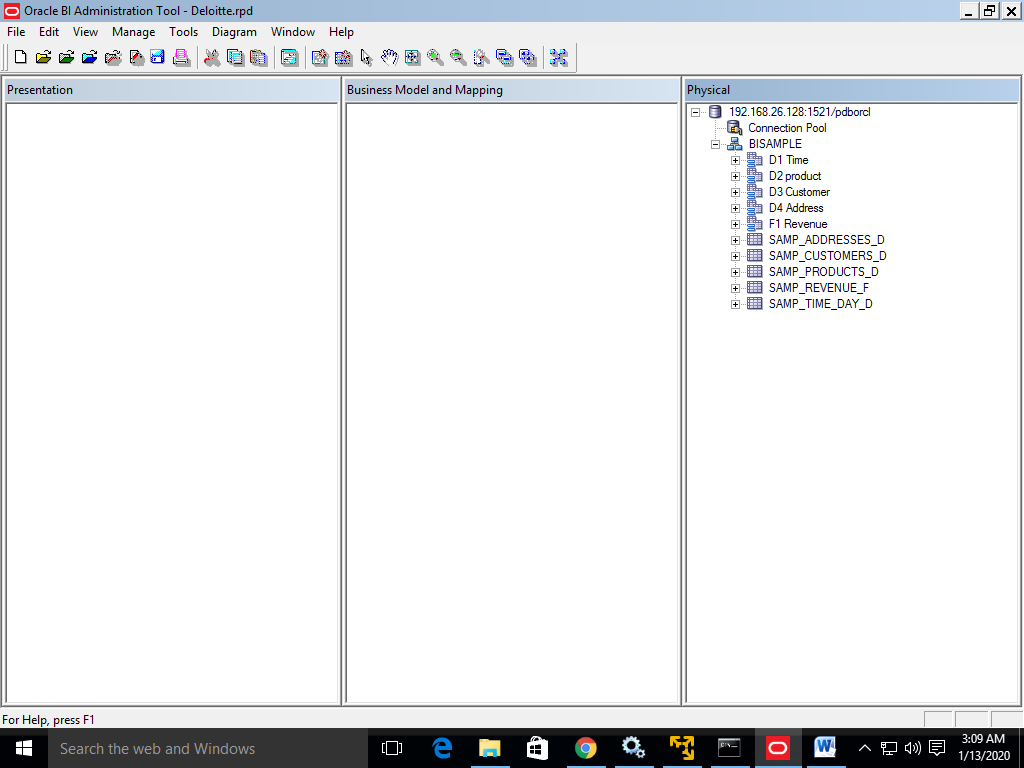 Oracle BI Administration Tool - Deloitte.rpd
File Edit View Manage Tools Diagram Window Help
Presentation
Business Model and Mapping
Physical
192.168.26.128:1521/pdborcl
Connection Pool
BISAMPLE
D1 Time
D2 product
D3 Customer
D4 Address
F1 Revenue
SAMP_ADDRESSES_D
SAMP_CUSTOMERS_D
SAMP_PRODUCTS_D
SAMP_REVENUE_F
SAMP_TIME_DAY_D
For Help, press F1
Search the web and Windows
3:09 AM
1/13/2020